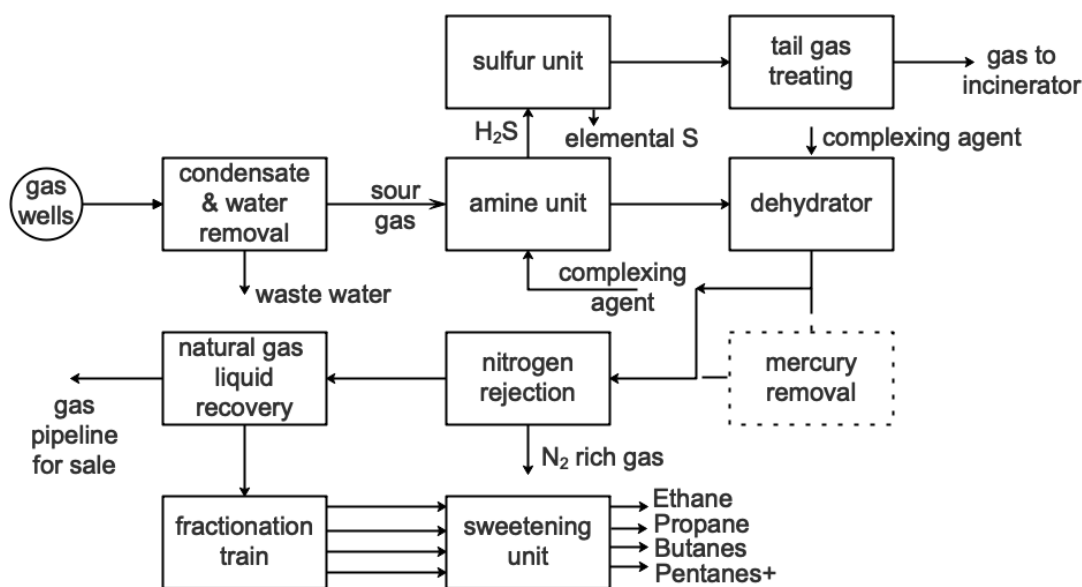 sulfur unit
tail gas
treating
gas to
incinerator
H₂S
elemental S
complexing agent
gas
wells
condensate
& water
removal
sour
gas
amine unit
dehydrator
waste water
complexing
agent
natural gas
liquid
recovery
nitrogen
rejection
mercury
removal
gas
pipeline
for sale
N₂ rich gas
fractionation
train
sweetening
unit
Ethane
Propane
Butanes
Pentanes+